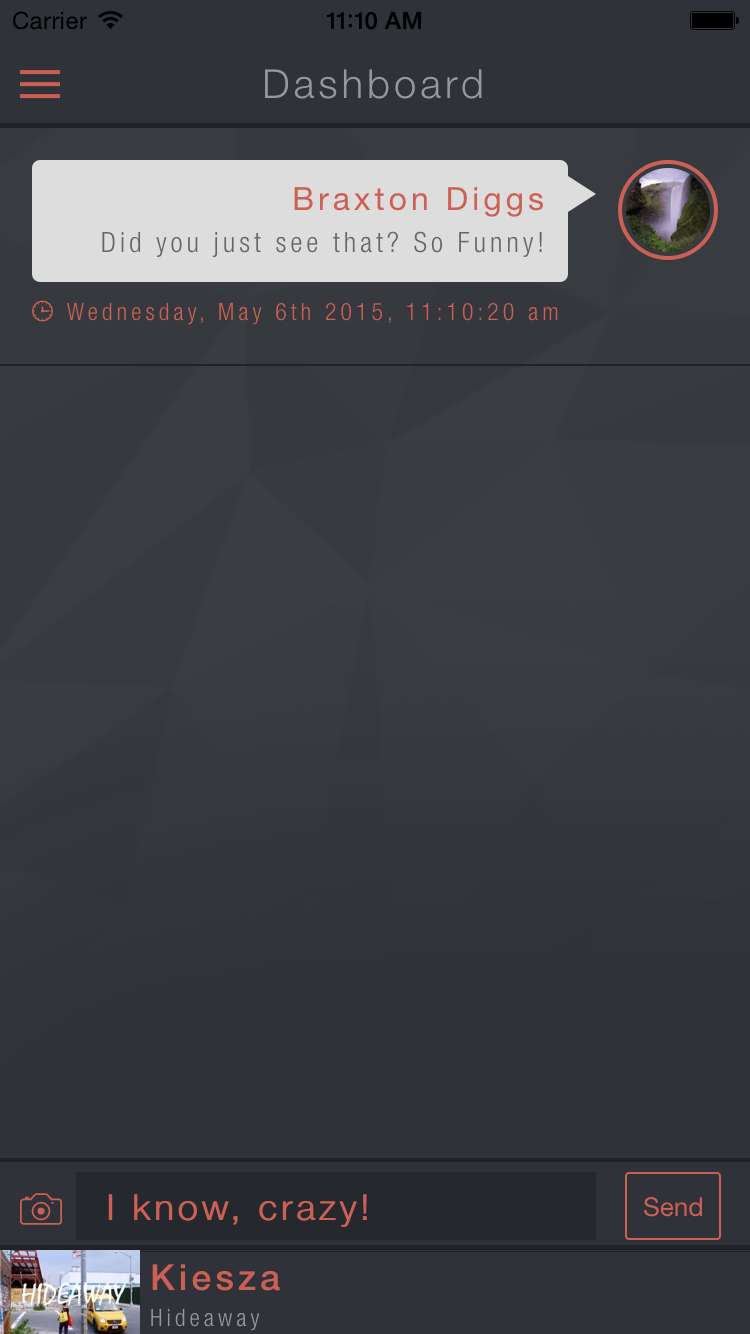 Carrier 11:10 AM
Dashboard
Braxton Diggs
Did you just see that? So Funny!
Wednesday, May 6th 2015, 11:10:20 am
I know, crazy!
Send
HIDEAWAY
Kiesza
Hideaway